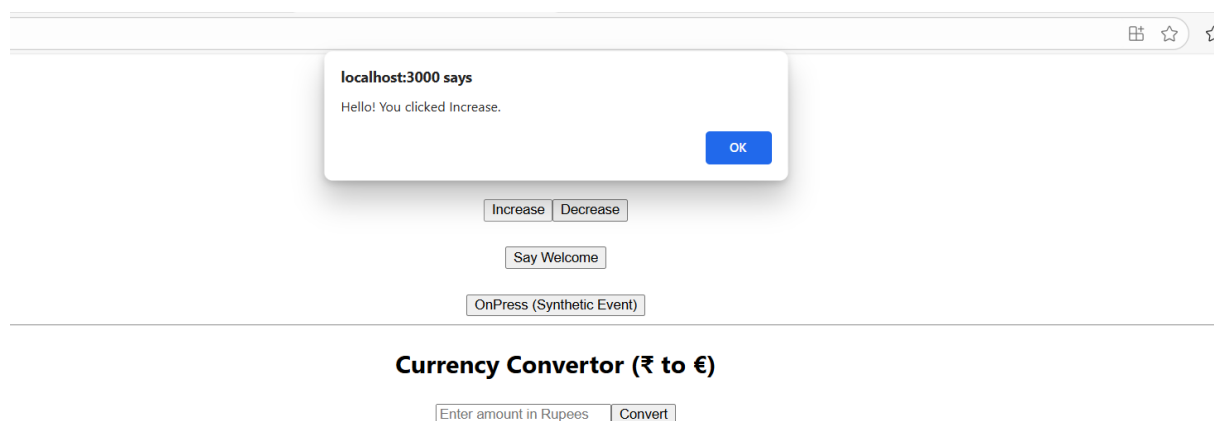 localhost:3000 says
Hello! You clicked Increase.
OK
Increase Decrease
Say Welcome
OnPress (Synthetic Event)
Currency Convertor (₹ to €)
Enter amount in Rupees Convert